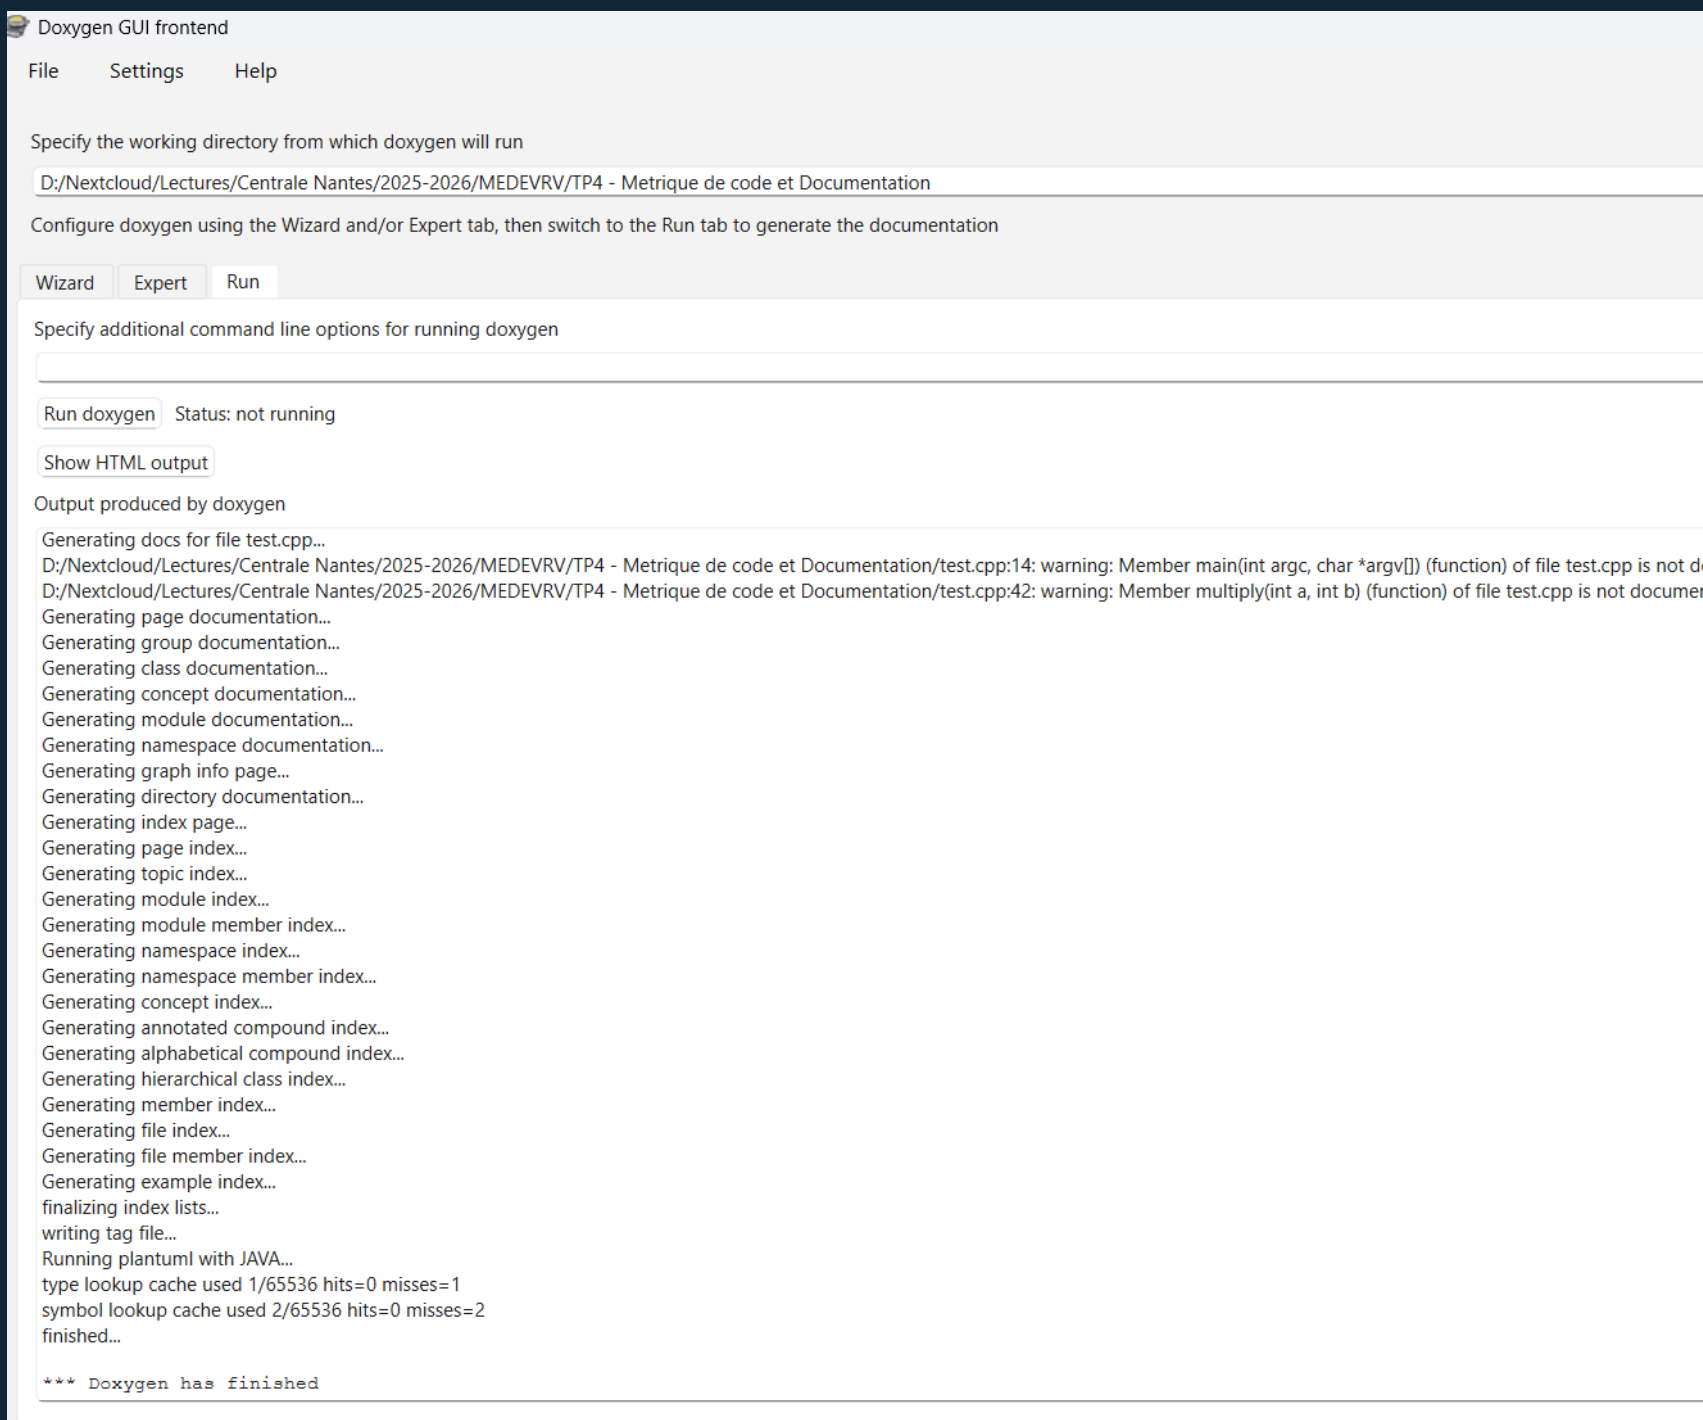 Doxygen GUI frontend
File Settings Help
Specify the working directory from which doxygen will run
D:/Nextcloud/Lectures/Centrale Nantes/2025-2026/MEDEVRV/TP4 - Metrique de code et Documentation
Configure doxygen using the Wizard and/or Expert tab, then switch to the Run tab to generate the documentation
Wizard Expert Run
Specify additional command line options for running doxygen
Run doxygen Status: not running
Show HTML output
Output produced by doxygen
Generating docs for file test.cpp...
D:/Nextcloud/Lectures/Centrale Nantes/2025-2026/MEDEVRV/TP4 - Metrique de code et Documentation/test.cpp:14: warning: Member main(int argc, char *argv[]) (function) of file test.cpp is not
D:/Nextcloud/Lectures/Centrale Nantes/2025-2026/MEDEVRV/TP4 - Metrique de code et Documentation/test.cpp:42: warning: Member multiply(int a, int b) (function) of file test.cpp is not
Generating page documentation...
Generating group documentation...
Generating class documentation...
Generating concept documentation...
Generating module documentation...
Generating namespace documentation...
Generating graph info page...
Generating directory documentation...
Generating index page...
Generating page index...
Generating topic index...
Generating module index...
Generating module member index...
Generating namespace index...
Generating namespace member index...
Generating concept index...
Generating annotated compound index...
Generating alphabetical compound index...
Generating hierarchical class index...
Generating member index...
Generating file index...
Generating file member index...
Generating example index...
finalizing index lists...
writing tag file...
Running plantuml with JAVA...
type lookup cache used 1/65536 hits=0 misses=1
symbol lookup cache used 2/65536 hits=0 misses=2
finished...
*** Doxygen has finished